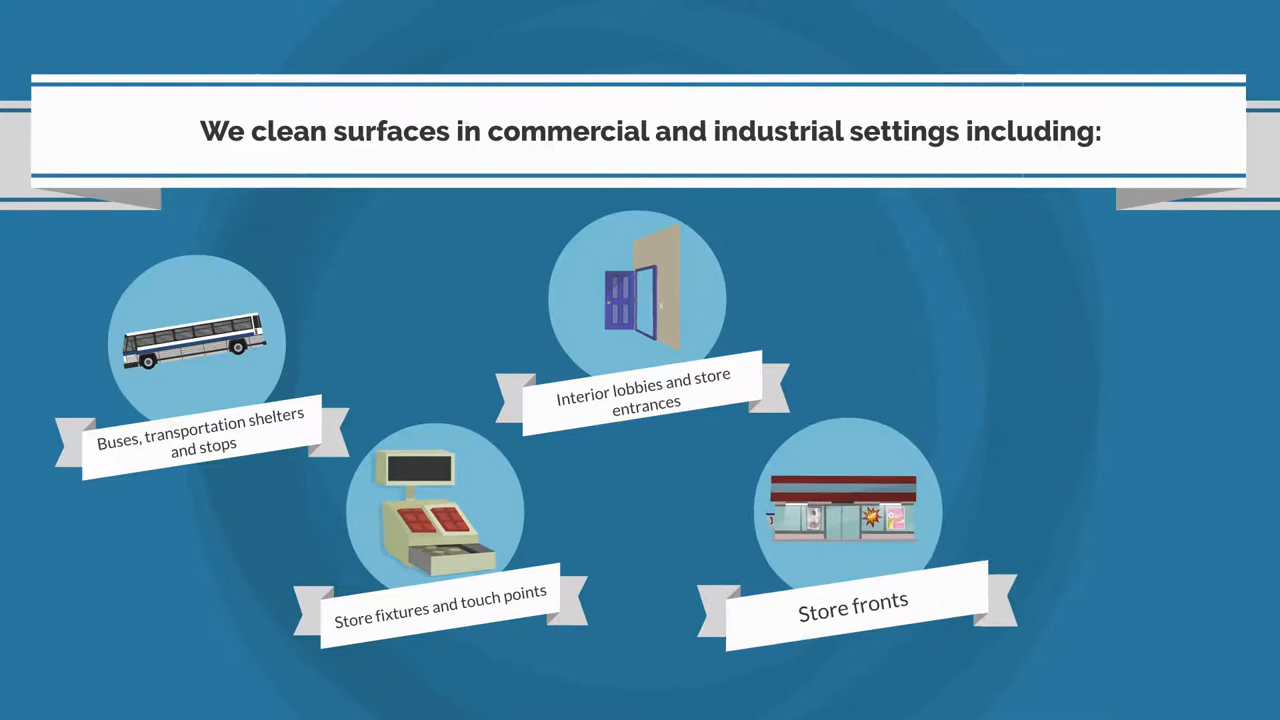 We clean surfaces in commercial and industrial settings including:
Buses, transportation shelters
and stops
Store fixtures and touch points
Interior lobbies and store
entrances
Store fronts